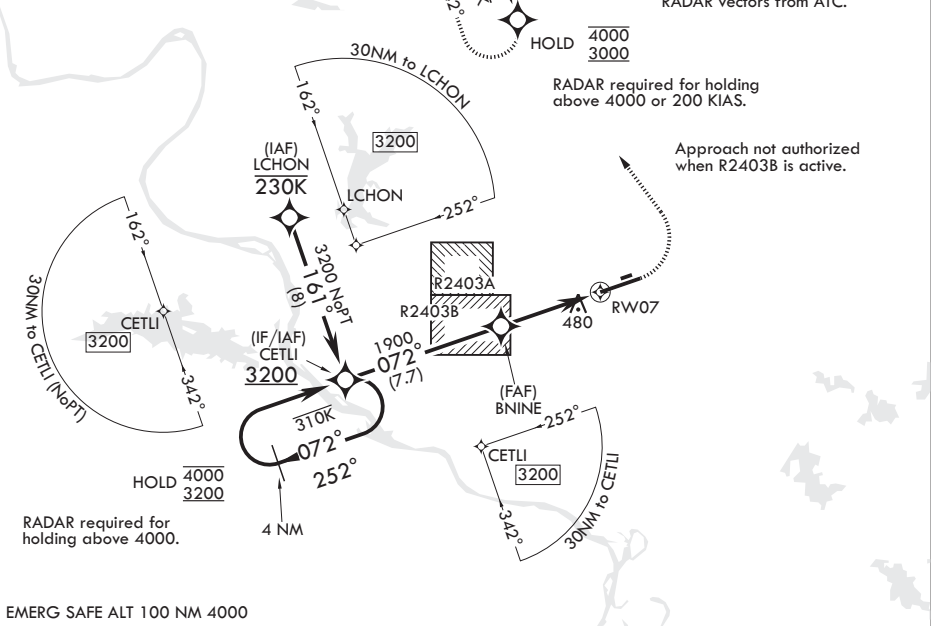 RADAR vectors from ATC.
2°
HOLD 4000
3000
RADAR required for holding
above 4000 or 200 KIAS.
30NM to LCHON
162°
3200
LCHON
252°
Approach not authorized
when R2403B is active.
(IAF)
LCHON
230K
3200 NoPT
161°
(8)
162°
30NM to CETLI (NoPT)
CETLI
3200
342°
R2403A
R2403B
480
RW07
(IF/IAF)
CETLI
3200
1900
072°
(7.7)
(FAF)
BNINE
310K
072°
252°
HOLD 4000
3200
4 NM
RADAR required for
holding above 4000.
252°
CETLI
3200
342°
30NM to CETLI
EMERG SAFE ALT 100 NM 4000